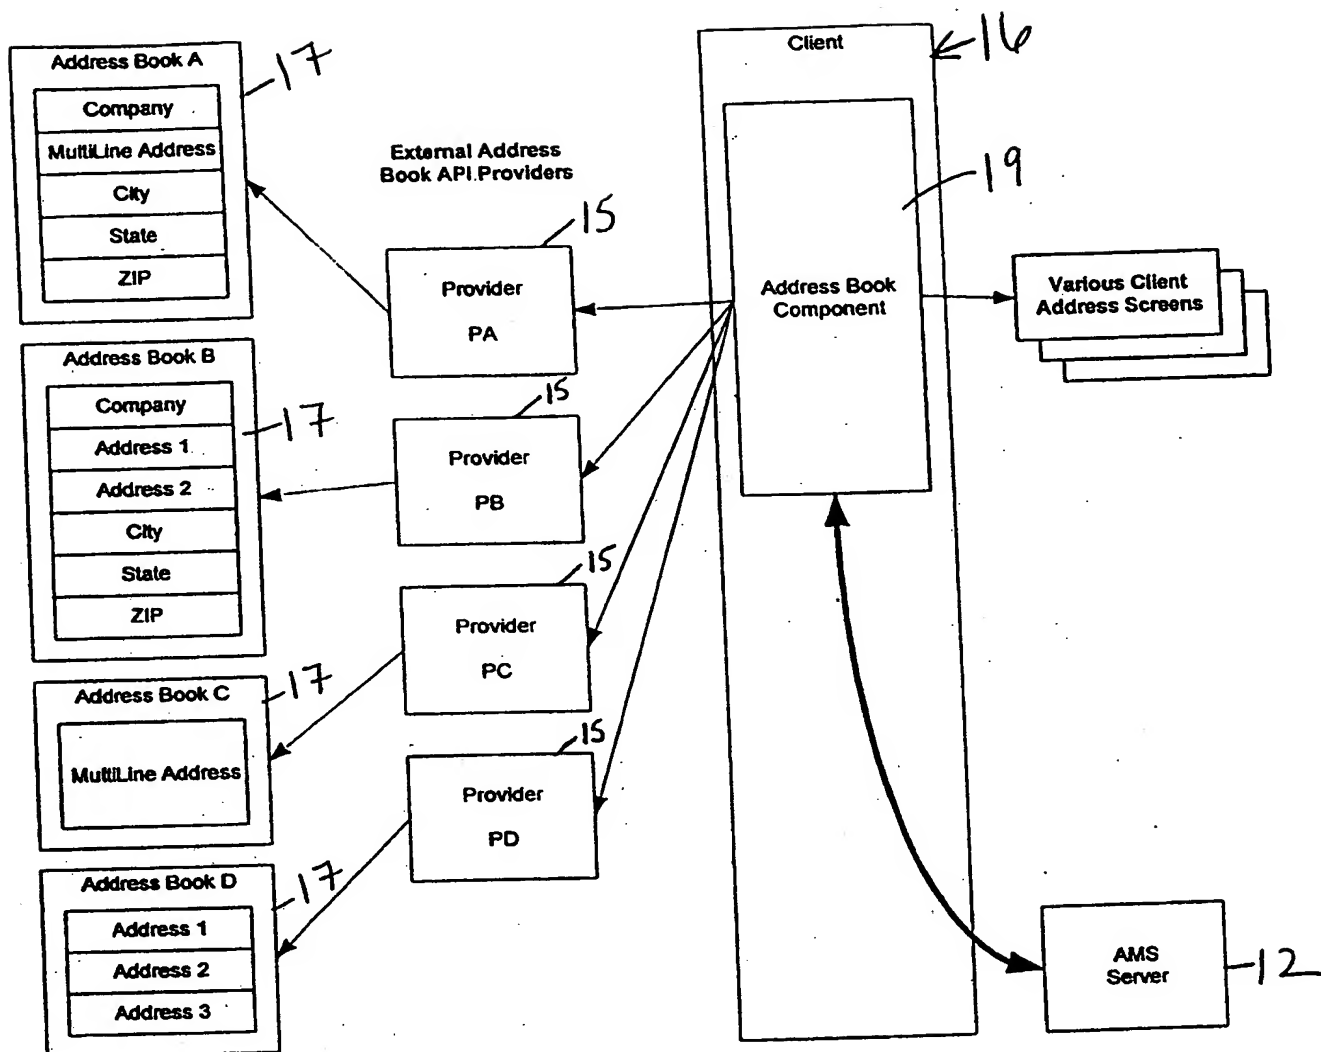 Address Book A
17
Company
MultiLine Address
City
State
ZIP
Address Book B
17
Company
Address 1
Address 2
City
State
ZIP
Address Book C
17
MultiLine Address
Address Book D
17
Address 1
Address 2
Address 3
External Address
Book API Providers
15
Provider
PA
15
Provider
PB
15
Provider
PC
15
Provider
PD
Client
16
19
Address Book
Component
Various Client
Address Screens
AMS
Server
12